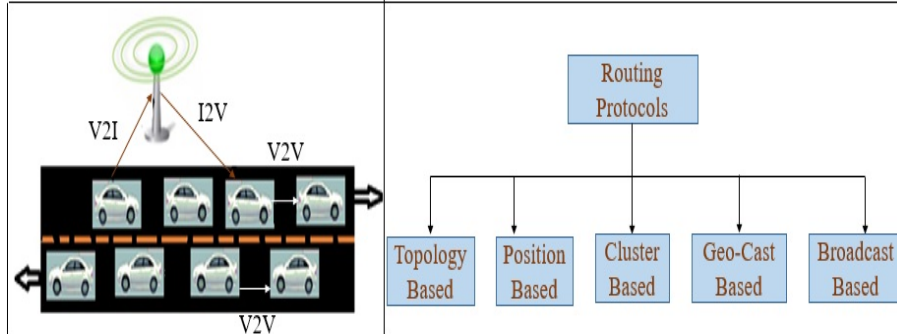 I2V
V2I
V2V
V2V
Routing
Protocols
Topology
Based
Position
Based
Cluster
Based
Geo-Cast
Based
Broadcast
Based